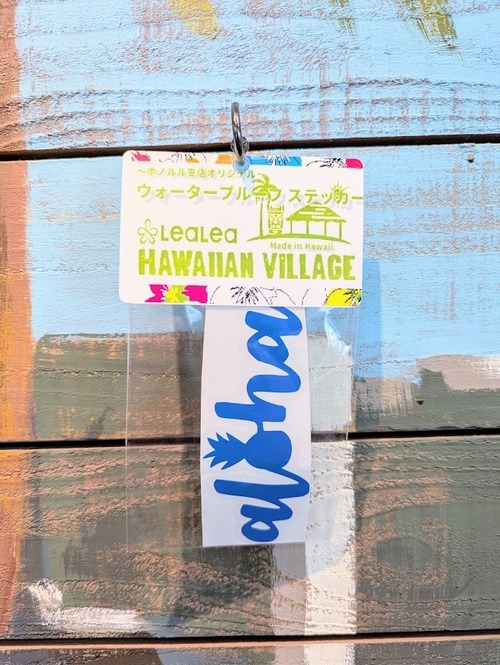 〜ホノルル支店オリジナル
ウォータープルーフ ステッカー
LeaLea
Made in Hawaii
HAWAIIAN VILLAGE
aloha